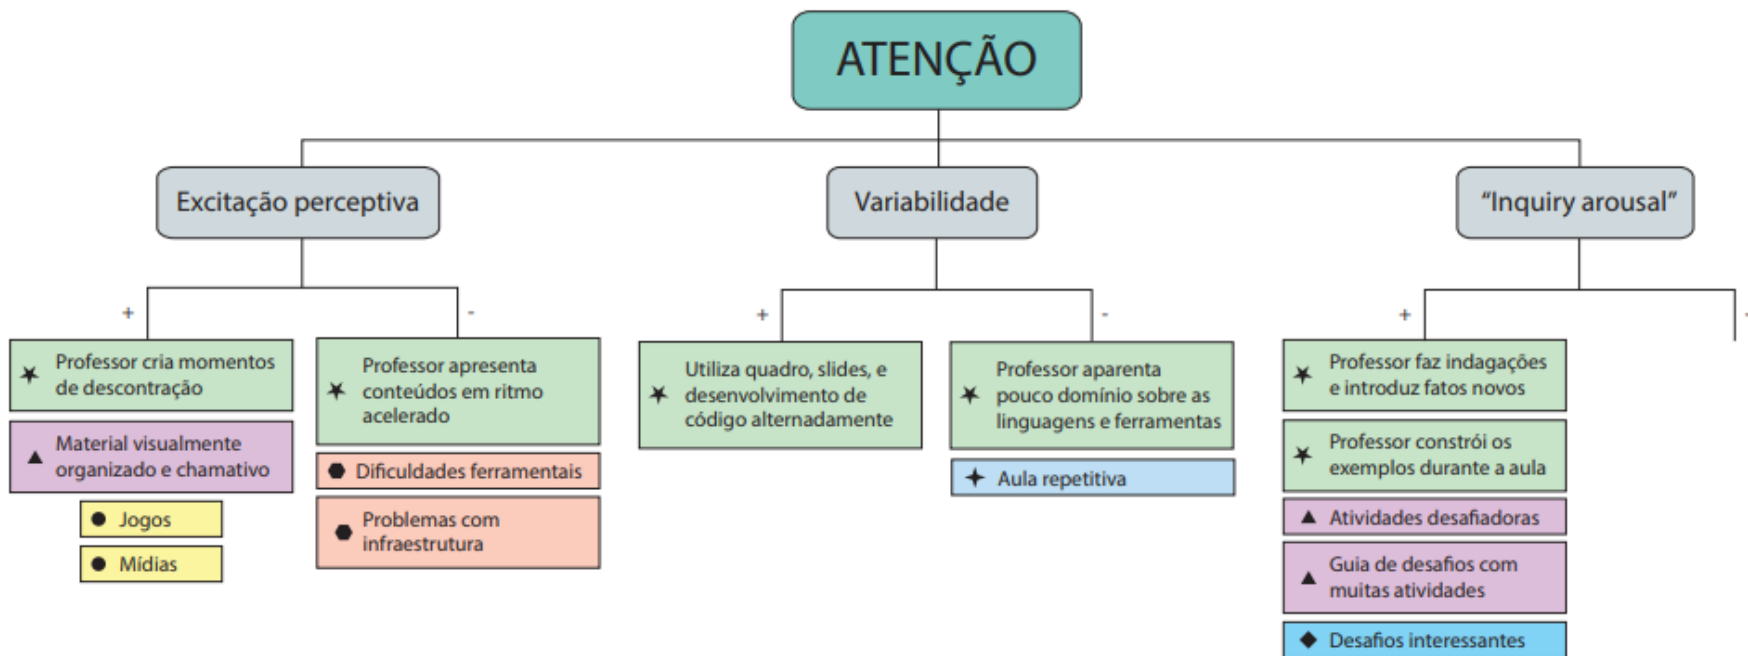 ATENÇÃO
Excitação perceptiva
Variabilidade
“Inquiry arousal”
+
-
+
-
+
-
Professor cria momentos
de descontração
Material visualmente
organizado e chamativo
Jogos
Mídias
Professor apresenta
conteúdos em ritmo
acelerado
Dificuldades ferramentais
Problemas com
infraestrutura
Utiliza quadro, slides, e
desenvolvimento de
código alternadamente
Professor aparenta
pouco domínio sobre as
linguagens e ferramentas
Aula repetitiva
Professor faz indagações
e introduz fatos novos
Professor constrói os
exemplos durante a aula
Atividades desafiadoras
Guia de desafios com
muitas atividades
Desafios interessantes